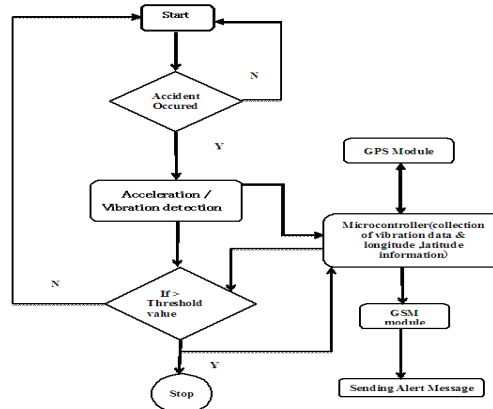 Start
N
Accident
Occured
Y
GPS Module
Acceleration /
Vibration detection
Microcontroller(collection
of vibration data &
longitude ,latitude
information)
N
If >
Threshold
value
GSM
module
Y
Stop
Sending Alert Message